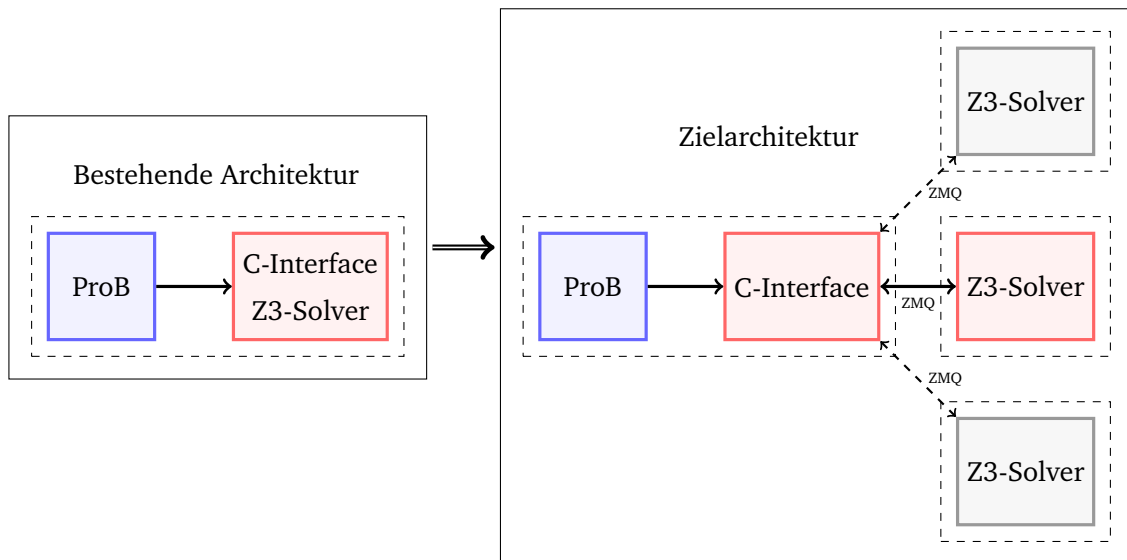 Bestehende Architektur
ProB
C-Interface
Z3-Solver
Zielarchitektur
ProB
C-Interface
ZMQ
Z3-Solver
ZMQ
Z3-Solver
ZMQ
Z3-Solver